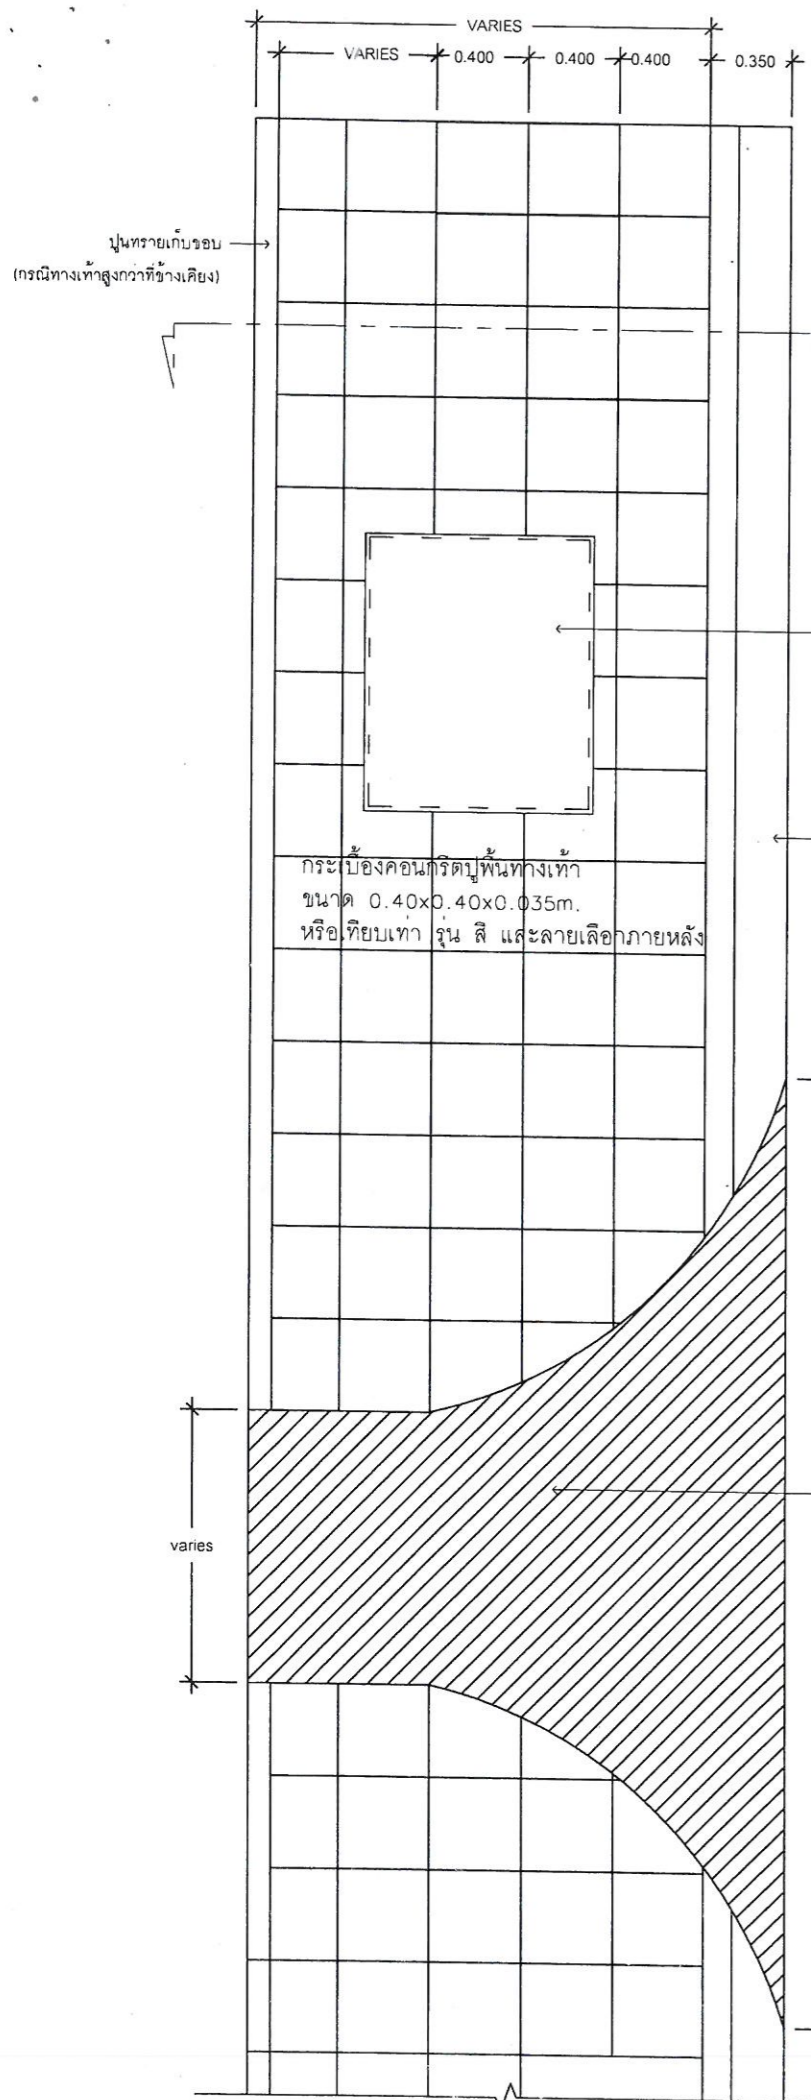 VARIES
VARIES 0.400 0.400 0.400 0.350
ปูนทรายเก็บขอบ
(กรณีทางเท้าสูงกว่าที่ข้างเคียง)
กระเบื้องคอนกรีตปูพื้นทางเท้า
ขนาด 0.40x0.40x0.035m.
หรือเทียบเท่า รุ่น สี และลายเลือกภายหลัง
varies